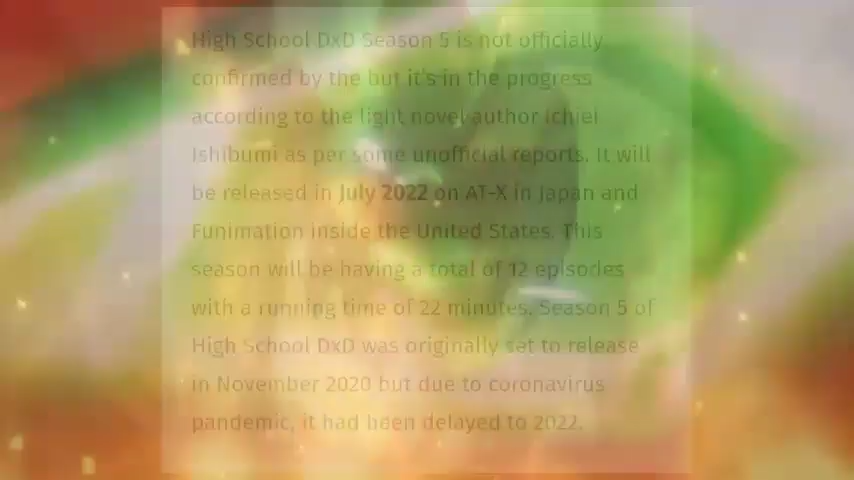 High School DxD Season 5 is not officially
confirmed by the but it's in the progress
according to the light novel author Ichiei
Ishibumi as per some unofficial reports. It will
be released in July 2022 on AT-X in Japan and
Funimation inside the United States. This
season will be having a total of 12 episodes
with a running time of 22 minutes. Season 5 of
High School DxD was originally set to release
in November 2020 but due to coronavirus
pandemic, it had been delayed to 2022.